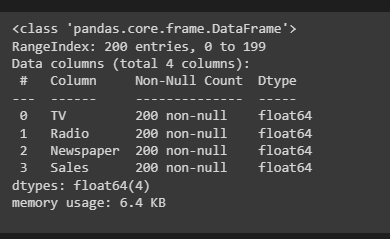 <class 'pandas.core.frame.DataFrame'>
RangeIndex: 200 entries, 0 to 199
Data columns (total 4 columns):
 #   Column     Non-Null Count  Dtype
---  ------     --------------  -----
 0   TV         200 non-null    float64
 1   Radio      200 non-null    float64
 2   Newspaper  200 non-null    float64
 3   Sales      200 non-null    float64
dtypes: float64(4)
memory usage: 6.4 KB